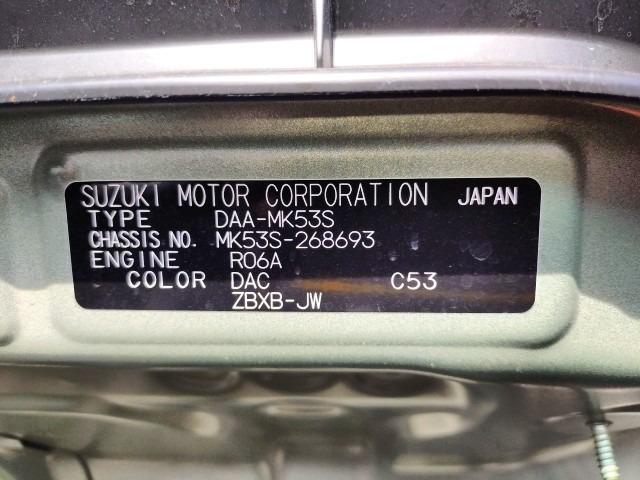 SUZUKI MOTOR CORPORATION JAPAN
TYPE DAA-MK53S
CHASSIS NO. MK53S-268693
ENGINE R06A
COLOR DAC C53
ZBXB-JW